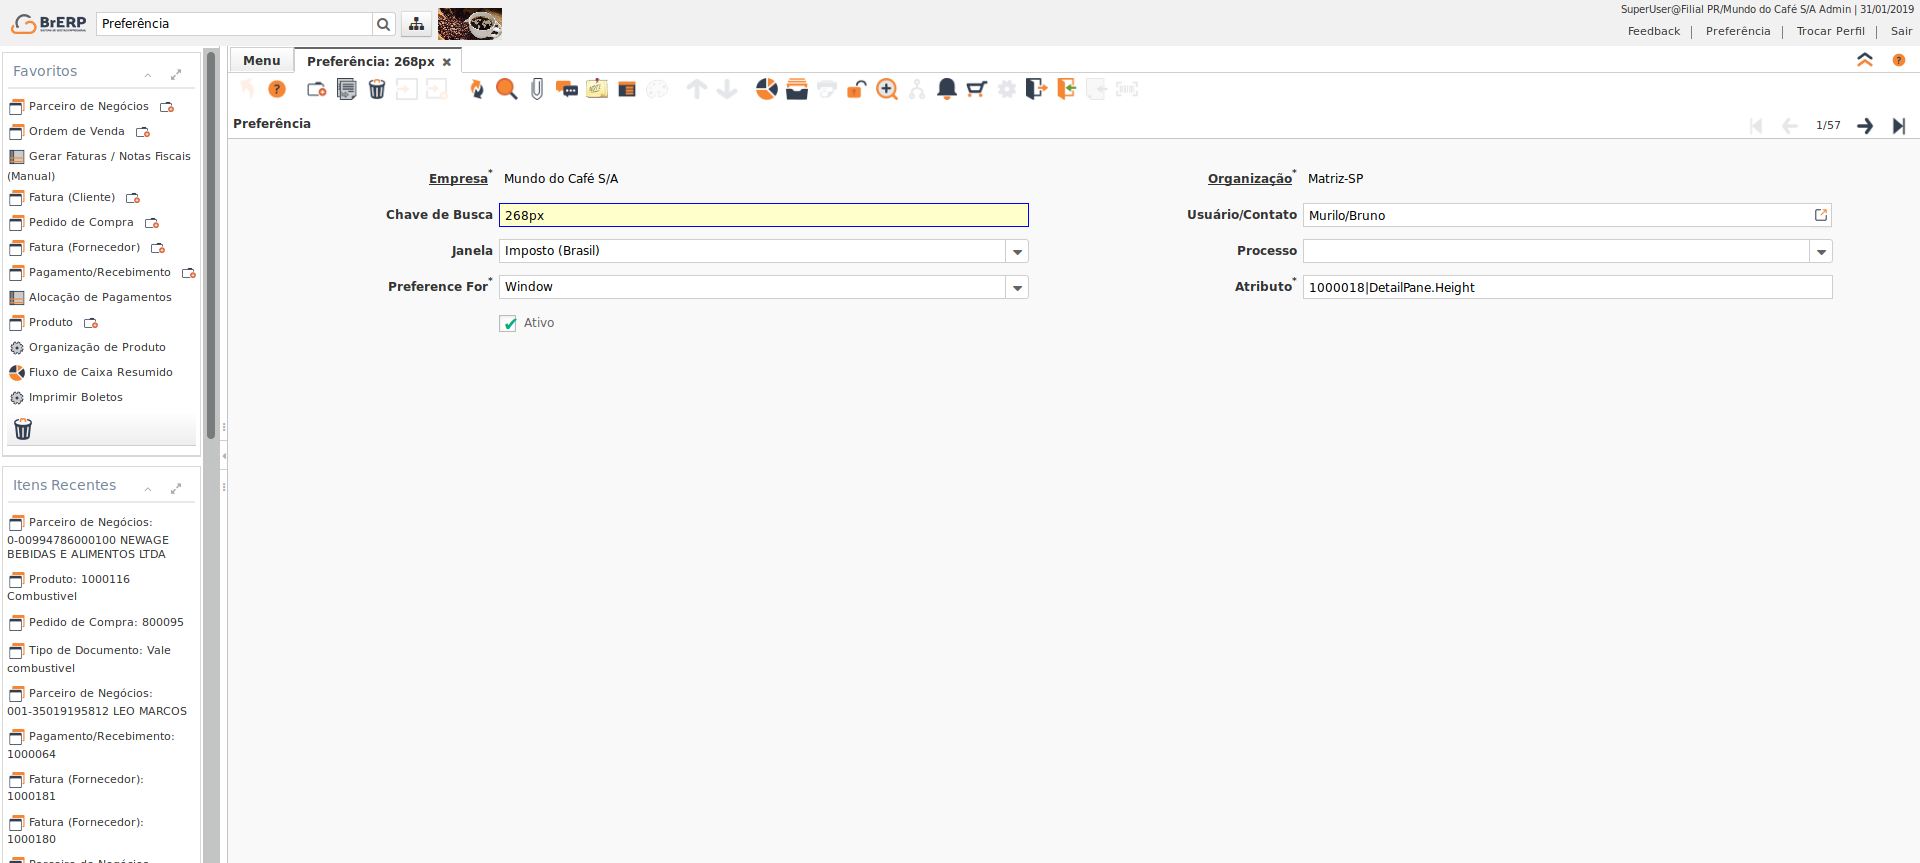 BrERP
Preferência
SuperUser@Filial PR/Mundo do Café S/A Admin | 31/01/2019
Feedback | Preferência | Trocar Perfil | Sair
Favoritos
Parceiro de Negócios
Ordem de Venda
Gerar Faturas / Notas Fiscais
(Manual)
Fatura (Cliente)
Pedido de Compra
Fatura (Fornecedor)
Pagamento/Recebimento
Alocação de Pagamentos
Produto
Organização de Produto
Fluxo de Caixa Resumido
Imprimir Boletos
Itens Recentes
Parceiro de Negócios:
0-00994786000100 NEWAGE
BEBIDAS E ALIMENTOS LTDA
Produto: 1000116
Combustivel
Pedido de Compra: 800095
Tipo de Documento: Vale
combustivel
Parceiro de Negócios:
001-35019195812 LEO MARCOS
Pagamento/Recebimento:
1000064
Fatura (Fornecedor):
1000181
Fatura (Fornecedor):
1000180
Parceiro de Negócios
Menu
Preferência: 268px
Preferência
1/57
Empresa* Mundo do Café S/A
Organização* Matriz-SP
Chave de Busca 268px
Usuário/Contato Murilo/Bruno
Janela Imposto (Brasil)
Processo
Preference For* Window
Atributo* 1000018|DetailPane.Height
Ativo